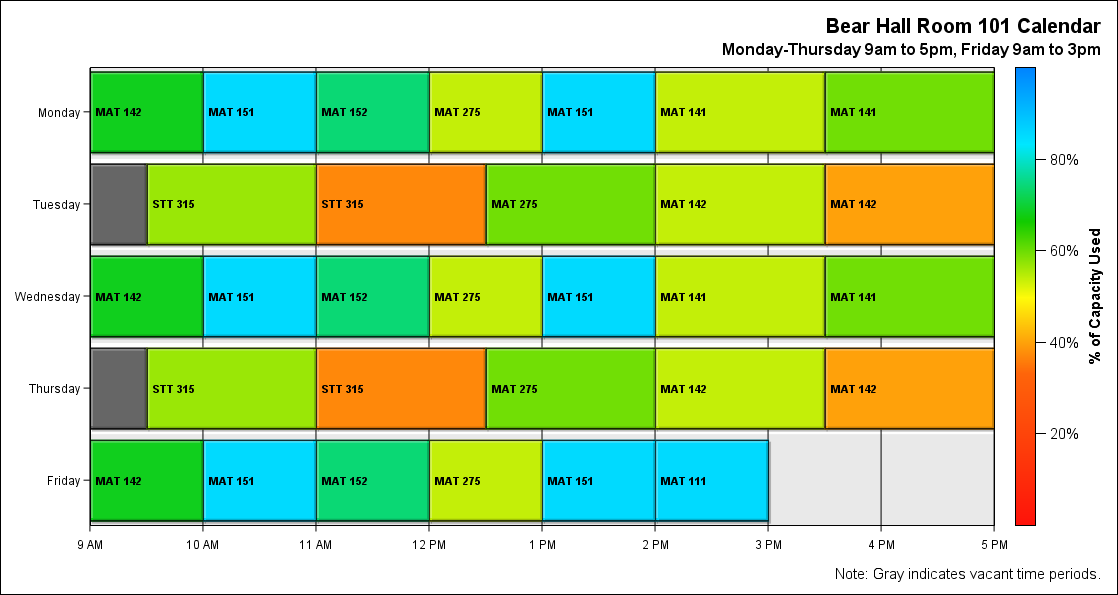 Bear Hall Room 101 Calendar
Monday-Thursday 9am to 5pm, Friday 9am to 3pm
Monday MAT 142 MAT 151 MAT 152 MAT 275 MAT 151 MAT 141 MAT 141
Tuesday STT 315 STT 315 MAT 275 MAT 142 MAT 142
Wednesday MAT 142 MAT 151 MAT 152 MAT 275 MAT 151 MAT 141 MAT 141
Thursday STT 315 STT 315 MAT 275 MAT 142 MAT 142
Friday MAT 142 MAT 151 MAT 152 MAT 275 MAT 151 MAT 111
9 AM 10 AM 11 AM 12 PM 1 PM 2 PM 3 PM 4 PM 5 PM
80%
60%
40%
20%
% of Capacity Used
Note: Gray indicates vacant time periods.